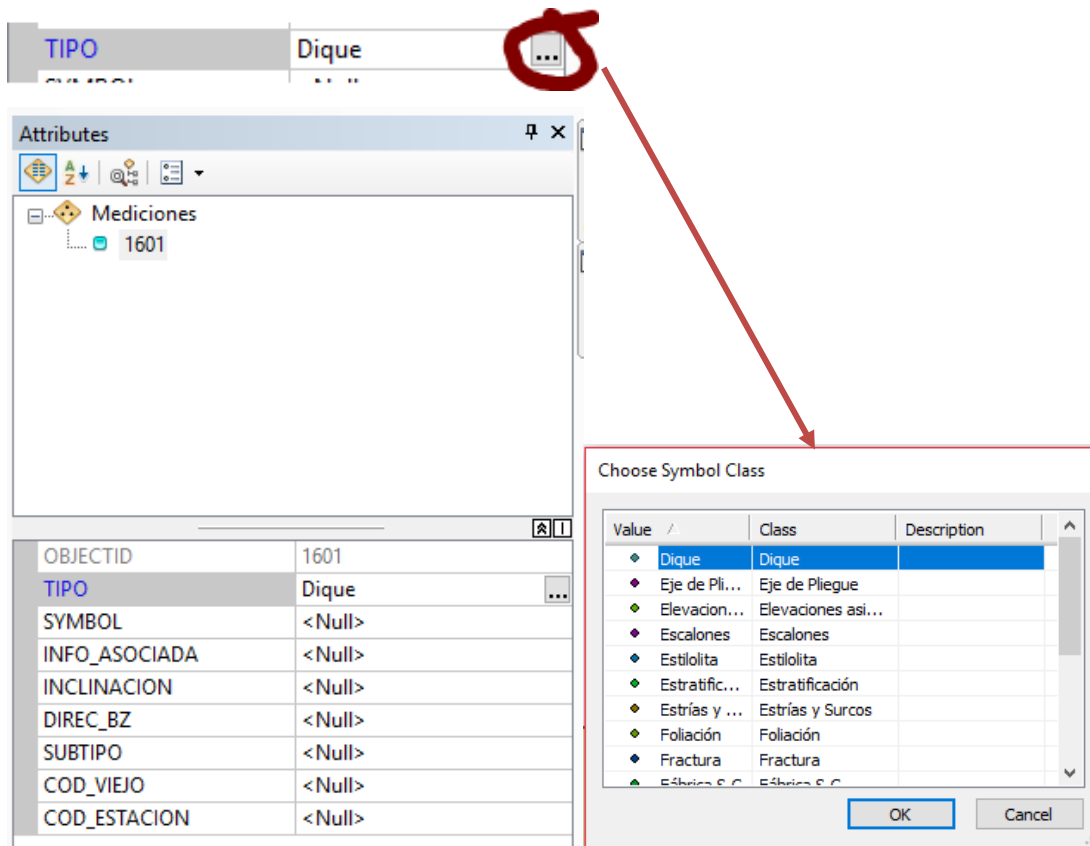 TIPO Dique ...
Attributes
Mediciones
1601
OBJECTID 1601
TIPO Dique ...
SYMBOL <Null>
INFO_ASOCIADA <Null>
INCLINACION <Null>
DIREC_BZ <Null>
SUBTIPO <Null>
COD_VIEJO <Null>
COD_ESTACION <Null>
Choose Symbol Class
Value Class Description
Dique Dique
Eje de Pli... Eje de Pliegue
Elevacion... Elevaciones asi...
Escalones Escalones
Estilolita Estilolita
Estratific... Estratificación
Estrías y ... Estrías y Surcos
Foliación Foliación
Fractura Fractura
OK Cancel